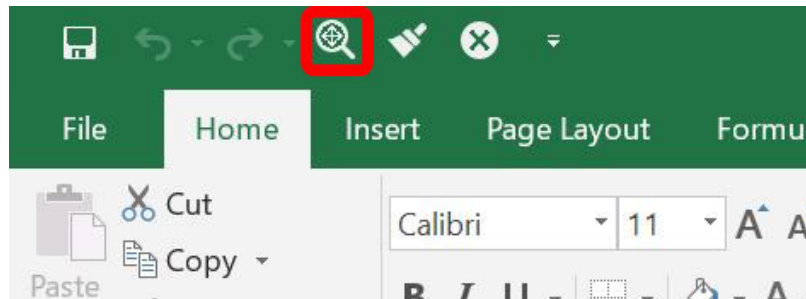 File Home Insert Page Layout Formu
Cut
Calibri 11 A A
Copy
Paste
B I U A